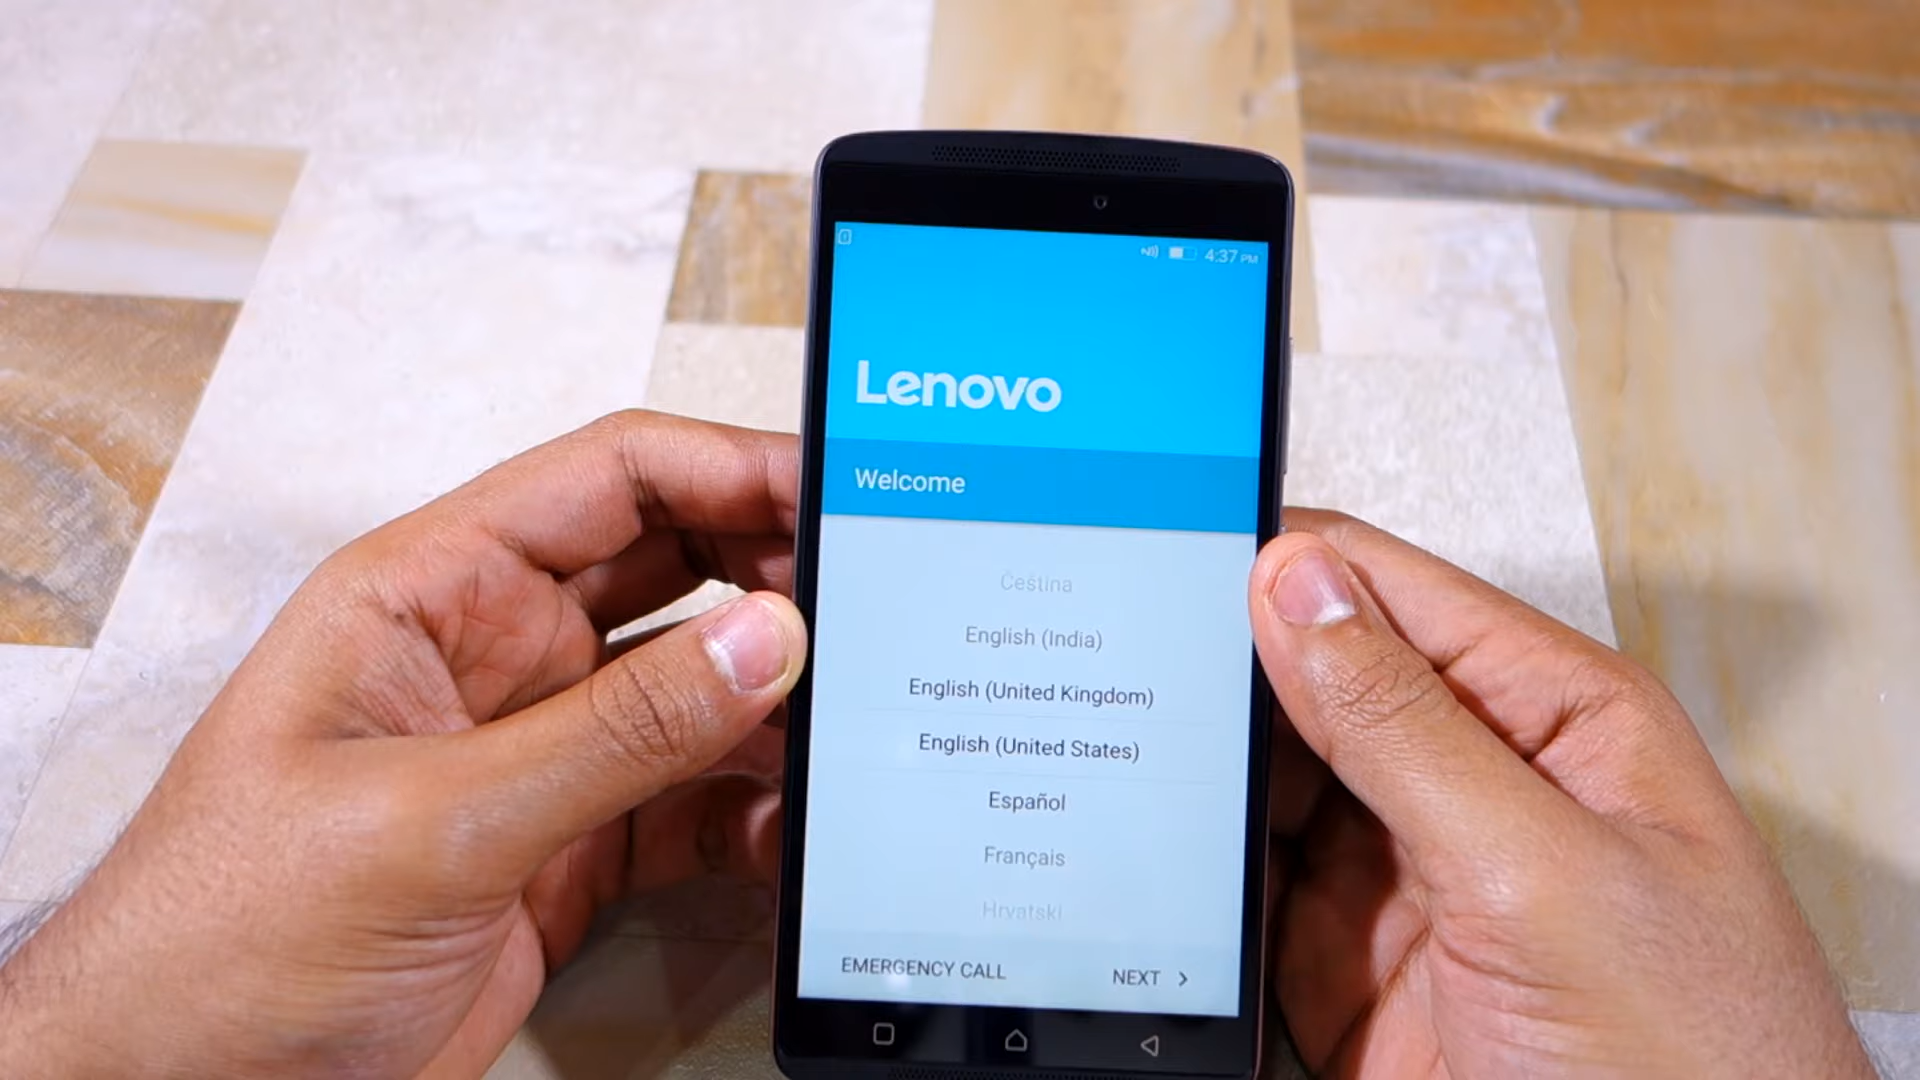 4:37 PM
Lenovo
Welcome
Čeština
English (India)
English (United Kingdom)
English (United States)
Español
Français
Hrvatski
EMERGENCY CALL
NEXT